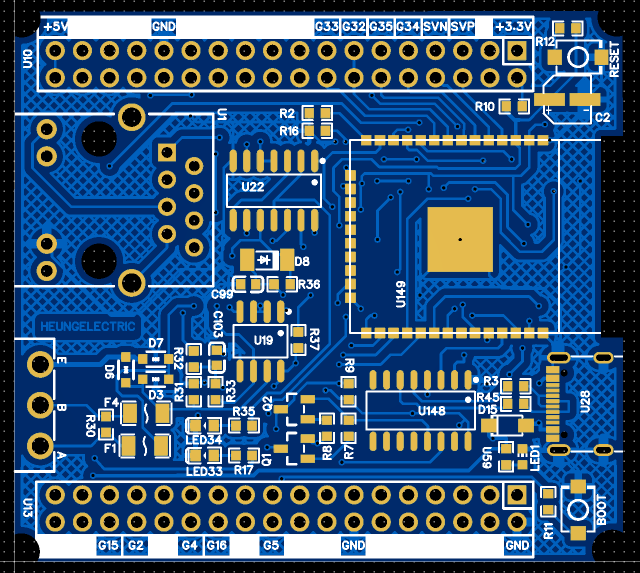 +5V GND G33 G32 G35 G34 SVN SVP +3.3V
U10
R12
RESET
R10
C2
R2
R16
U22
D8
C99
R36
U149
HEUNGELECTRIC
C103
U19
R37
D7
D6
D3
R32
R31
R33
E
B
A
F4
F1
R30
R35
LED34
LED33
R17
Q2
Q1
R9
R8
R7
U148
R3
R45
D15
U28
U59
LED1
U13
R11
BOOT
G15 G2 G4 G16 G5 GND GND